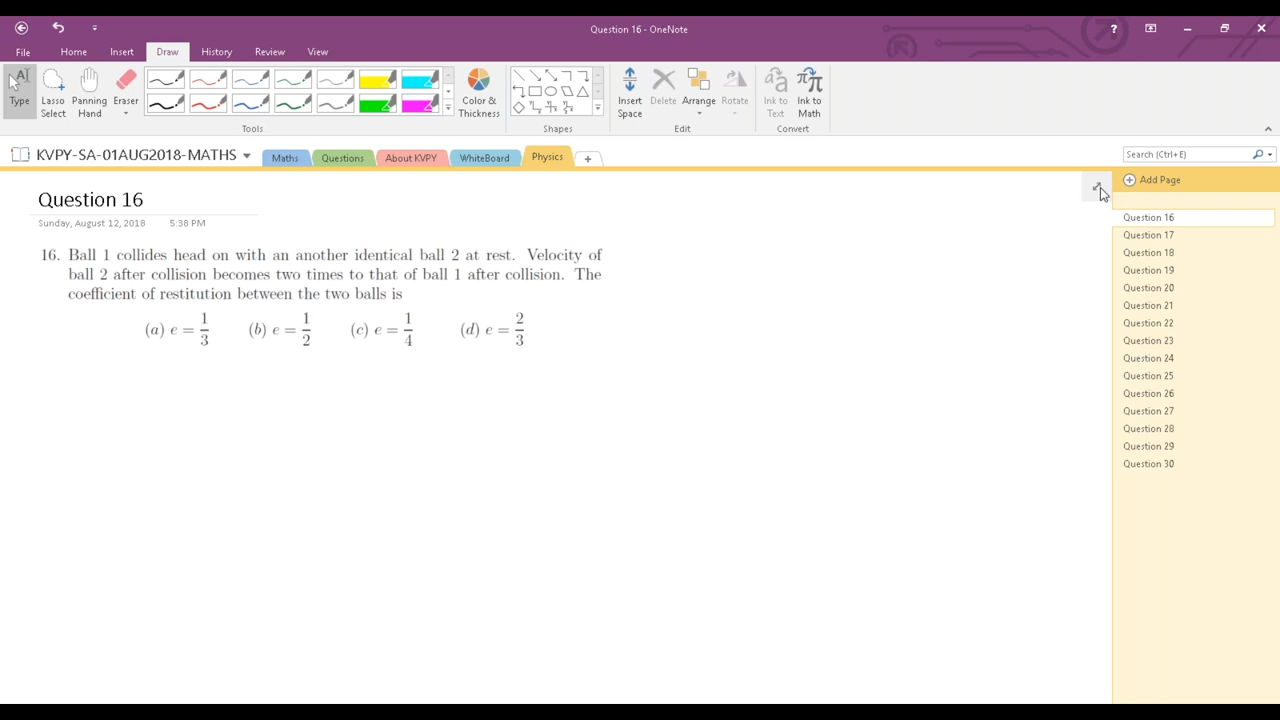 Question 16 - OneNote
?
File Home Insert Draw History Review View
Type
Lasso Select
Panning Hand
Eraser
Color & Thickness
Insert Space
Delete
Arrange
Rotate
Ink to Text
Ink to Math
Tools Shapes Edit Convert
KVPY-SA-01AUG2018-MATHS Maths Questions About KVPY WhiteBoard Physics +
Search (Ctrl+E)
Add Page
Question 16
Sunday, August 12, 2018 5:38 PM
16. Ball 1 collides head on with an another identical ball 2 at rest. Velocity of
ball 2 after collision becomes two times to that of ball 1 after collision. The
coefficient of restitution between the two balls is
(a) e = 1/3 (b) e = 1/2 (c) e = 1/4 (d) e = 2/3
Question 16
Question 17
Question 18
Question 19
Question 20
Question 21
Question 22
Question 23
Question 24
Question 25
Question 26
Question 27
Question 28
Question 29
Question 30